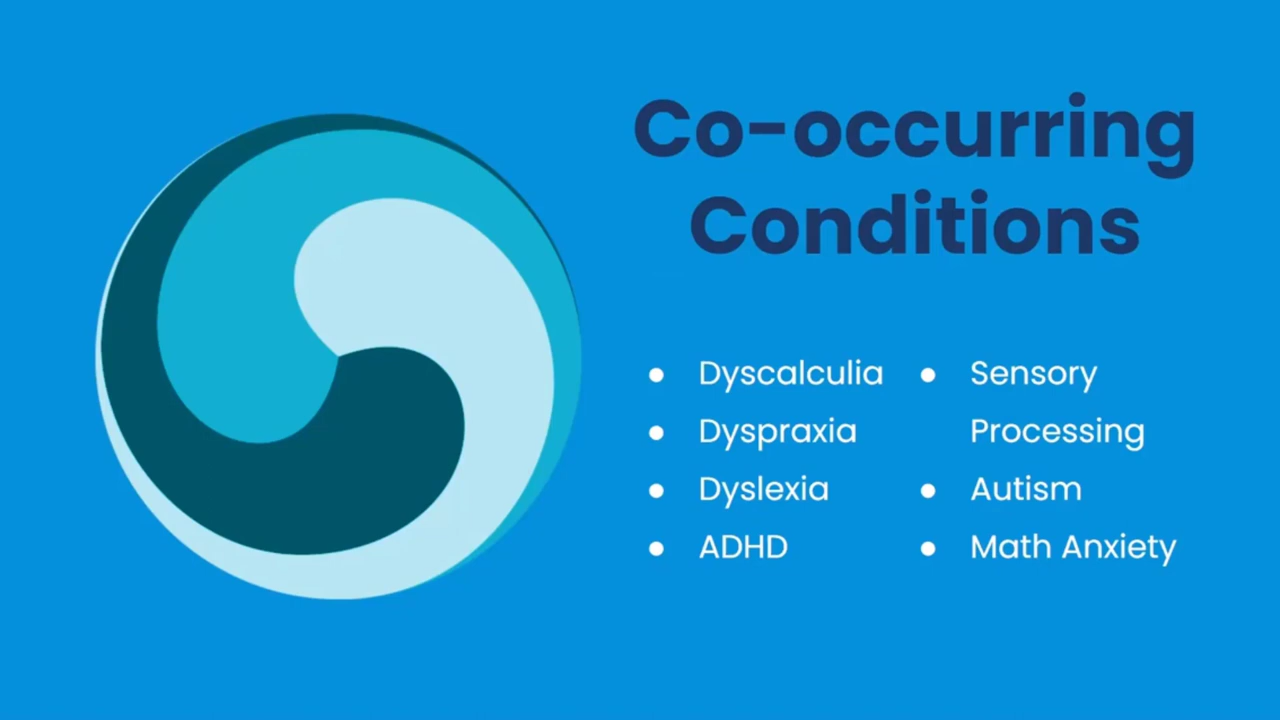 Co-occurring
Conditions
● Dyscalculia
● Dyspraxia
● Dyslexia
● ADHD
● Sensory
Processing
● Autism
● Math Anxiety